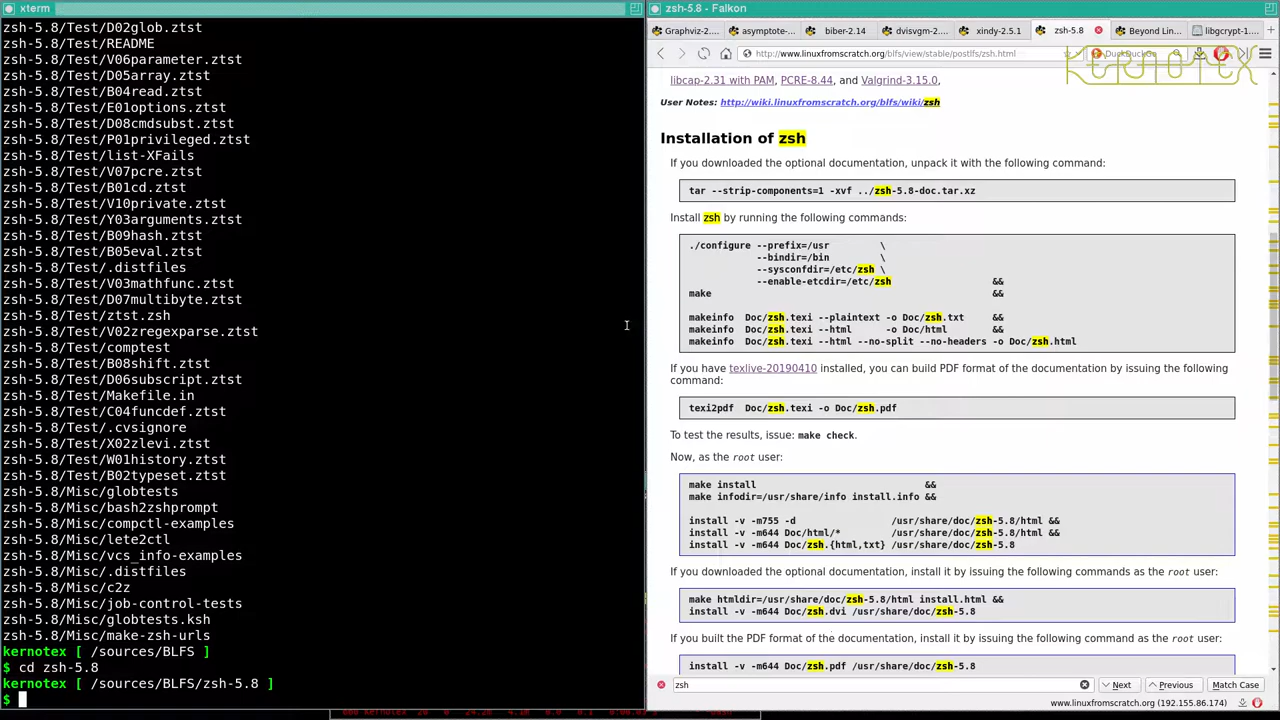 xterm
zsh-5.8/Test/D02glob.ztst
zsh-5.8/Test/README
zsh-5.8/Test/V06parameter.ztst
zsh-5.8/Test/D05array.ztst
zsh-5.8/Test/B04read.ztst
zsh-5.8/Test/E01options.ztst
zsh-5.8/Test/D08cmdsubst.ztst
zsh-5.8/Test/P01privileged.ztst
zsh-5.8/Test/list-XFails
zsh-5.8/Test/V07pcre.ztst
zsh-5.8/Test/B01cd.ztst
zsh-5.8/Test/V10private.ztst
zsh-5.8/Test/Y03arguments.ztst
zsh-5.8/Test/B09hash.ztst
zsh-5.8/Test/B05eval.ztst
zsh-5.8/Test/.distfiles
zsh-5.8/Test/V03mathfunc.ztst
zsh-5.8/Test/D07multibyte.ztst
zsh-5.8/Test/ztst.zsh
zsh-5.8/Test/V02zregexparse.ztst
zsh-5.8/Test/comptest
zsh-5.8/Test/B08shift.ztst
zsh-5.8/Test/D06subscript.ztst
zsh-5.8/Test/Makefile.in
zsh-5.8/Test/C04funcdef.ztst
zsh-5.8/Test/.cvsignore
zsh-5.8/Test/X02zlevi.ztst
zsh-5.8/Test/W01history.ztst
zsh-5.8/Test/B02typeset.ztst
zsh-5.8/Misc/globtests
zsh-5.8/Misc/bash2zshprompt
zsh-5.8/Misc/compctl-examples
zsh-5.8/Misc/lete2ctl
zsh-5.8/Misc/vcs_info-examples
zsh-5.8/Misc/.distfiles
zsh-5.8/Misc/c2z
zsh-5.8/Misc/job-control-tests
zsh-5.8/Misc/globtests.ksh
zsh-5.8/Misc/make-zsh-urls
kernotex [ /sources/BLFS ]
$ cd zsh-5.8
kernotex [ /sources/BLFS/zsh-5.8 ]
$
zsh-5.8 - Falkon
Graphviz-2.... asymptote-... biber-2.14 dvisvgm-2.... xindy-2.5.1 zsh-5.8 Beyond Lin... libgcrypt-1....
http://www.linuxfromscratch.org/blfs/view/stable/postlfs/zsh.html DuckDuckGo
KERNOTEX
libcap-2.31 with PAM, PCRE-8.44, and Valgrind-3.15.0,
User Notes: http://wiki.linuxfromscratch.org/blfs/wiki/zsh
Installation of zsh
If you downloaded the optional documentation, unpack it with the following command:
tar --strip-components=1 -xvf ../zsh-5.8-doc.tar.xz
Install zsh by running the following commands:
./configure --prefix=/usr \
--bindir=/bin \
--sysconfdir=/etc/zsh \
--enable-etcdir=/etc/zsh &&
make &&
makeinfo Doc/zsh.texi --plaintext -o Doc/zsh.txt &&
makeinfo Doc/zsh.texi --html -o Doc/html &&
makeinfo Doc/zsh.texi --html --no-split --no-headers -o Doc/zsh.html
If you have texlive-20190410 installed, you can build PDF format of the documentation by issuing the following
command:
texi2pdf Doc/zsh.texi -o Doc/zsh.pdf
To test the results, issue: make check.
Now, as the root user:
make install &&
make infodir=/usr/share/info install.info &&
install -v -m755 -d /usr/share/doc/zsh-5.8/html &&
install -v -m644 Doc/html/* /usr/share/doc/zsh-5.8/html &&
install -v -m644 Doc/zsh.{html,txt} /usr/share/doc/zsh-5.8
If you downloaded the optional documentation, install it by issuing the following commands as the root user:
make htmldir=/usr/share/doc/zsh-5.8/html install.html &&
install -v -m644 Doc/zsh.dvi /usr/share/doc/zsh-5.8
If you built the PDF format of the documentation, install it by issuing the following command as the root user:
install -v -m644 Doc/zsh.pdf /usr/share/doc/zsh-5.8
zsh Next Previous Match Case
www.linuxfromscratch.org (192.155.86.174)